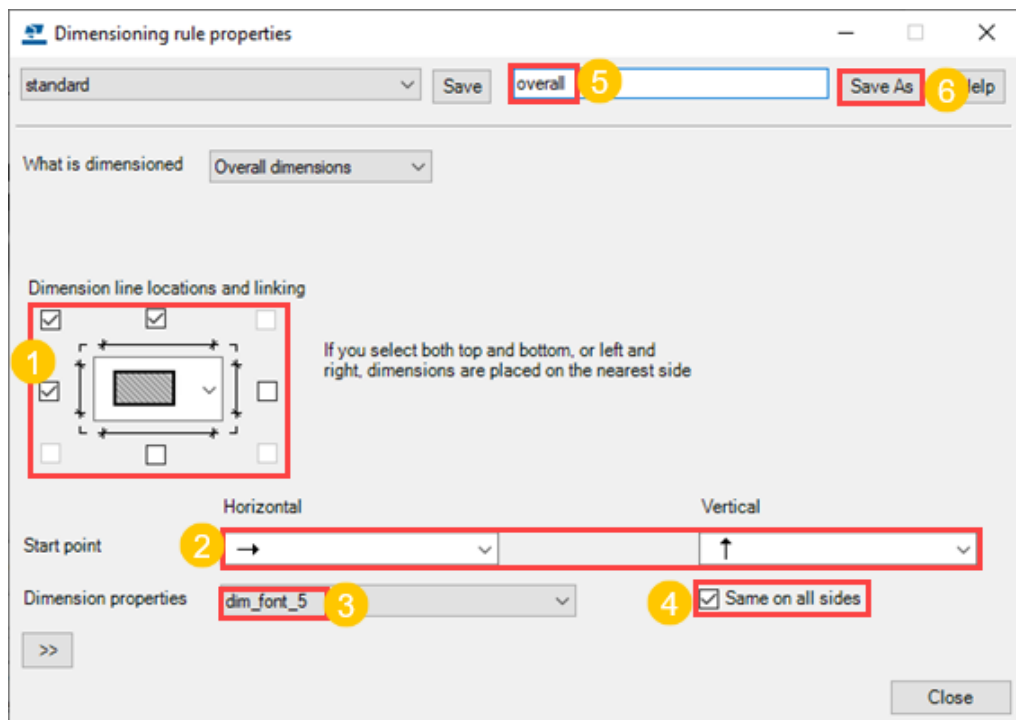 Dimensioning rule properties
standard Save overall 5 Save As 6 elp
What is dimensioned Overall dimensions
Dimension line locations and linking
1
If you select both top and bottom, or left and
right, dimensions are placed on the nearest side
Horizontal Vertical
Start point 2
Dimension properties dim_font_5 3 4 Same on all sides
>>
Close